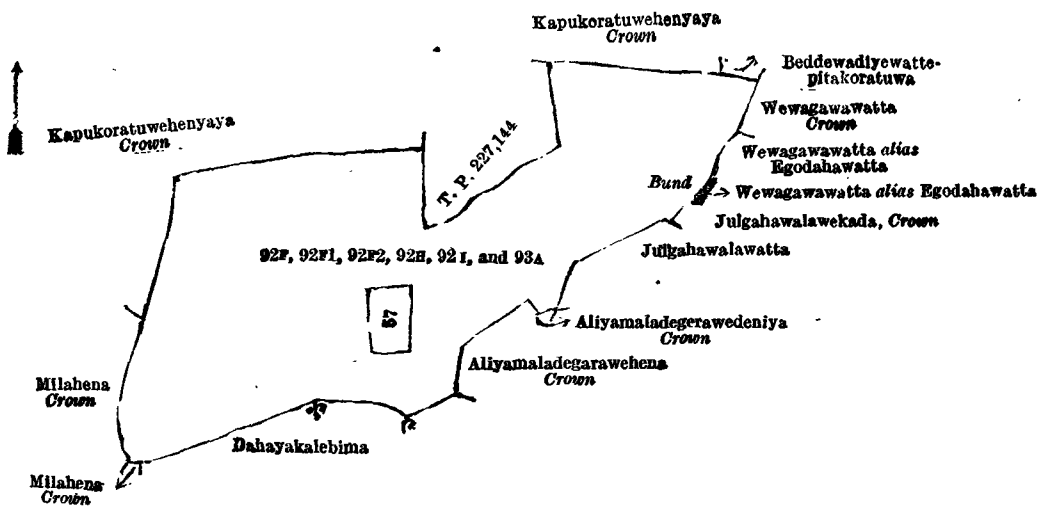 Kapukoratuwehenyaya
Crown
Beddewadiyewatte-
pitakoratuwa
Wewagawawatta
Crown
Kapukoratuwehenyaya
Crown
T. P. 227,144
Wewagawawatta alias
Egodahawatta
Bund
Wewagawawatta alias Egodahawatta
Julgahawalawekada, Crown
Julgahawalawatta
92F, 92F1, 92F2, 92H, 92I, and 93A
57
Aliyamaladegerawedeniya
Crown
Aliyamaladegarawehena
Crown
Milahena
Crown
Dahayakalebima
Milahena
Crown